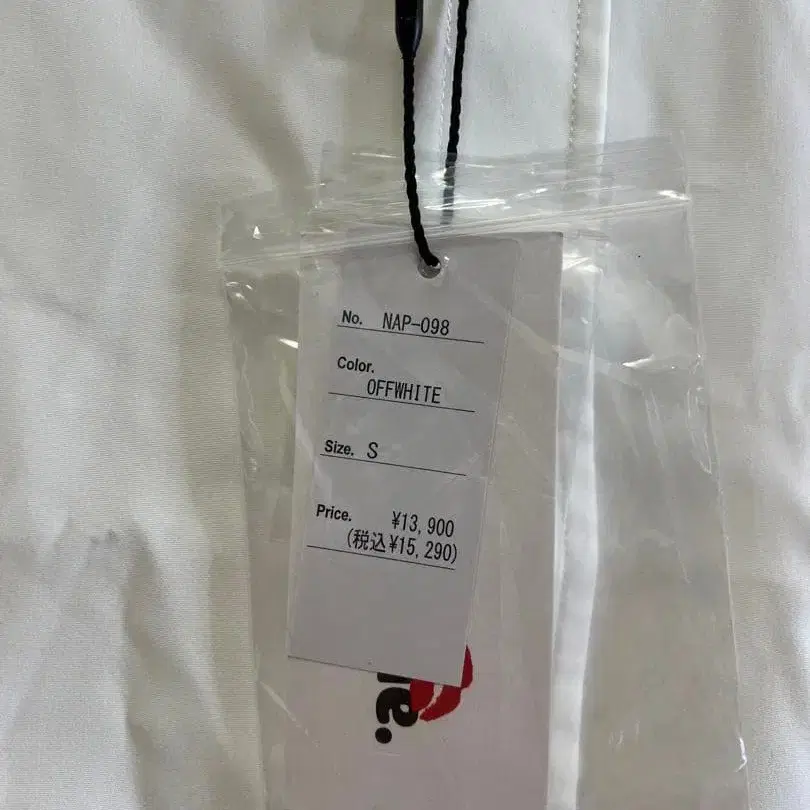 No. NAP-098
Color.
OFFWHITE
Size. S
Price. ¥13,900
(税込¥15,290)